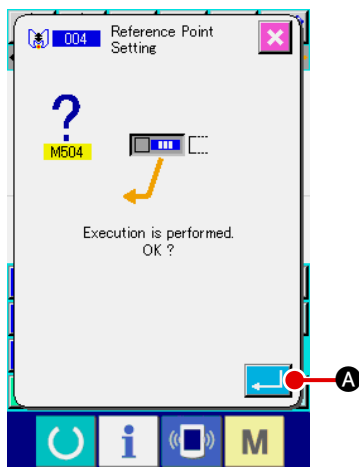 004
Reference Point
Setting
?
M504
Execution is performed.
OK ?
A
i
M